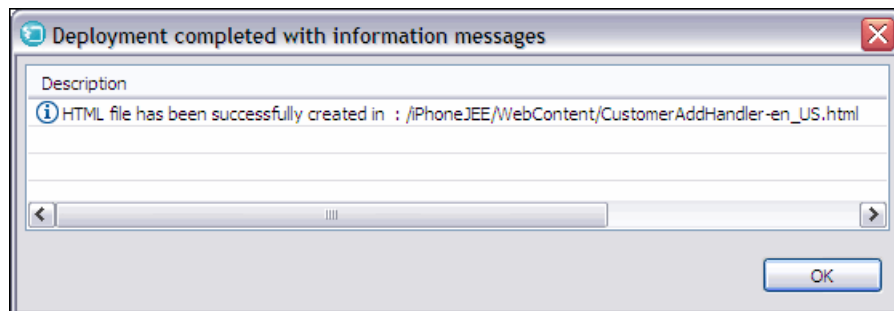 Deployment completed with information messages
Description
HTML file has been successfully created in : /iPhoneJEE/WebContent/CustomerAddHandler-en_US.html
OK